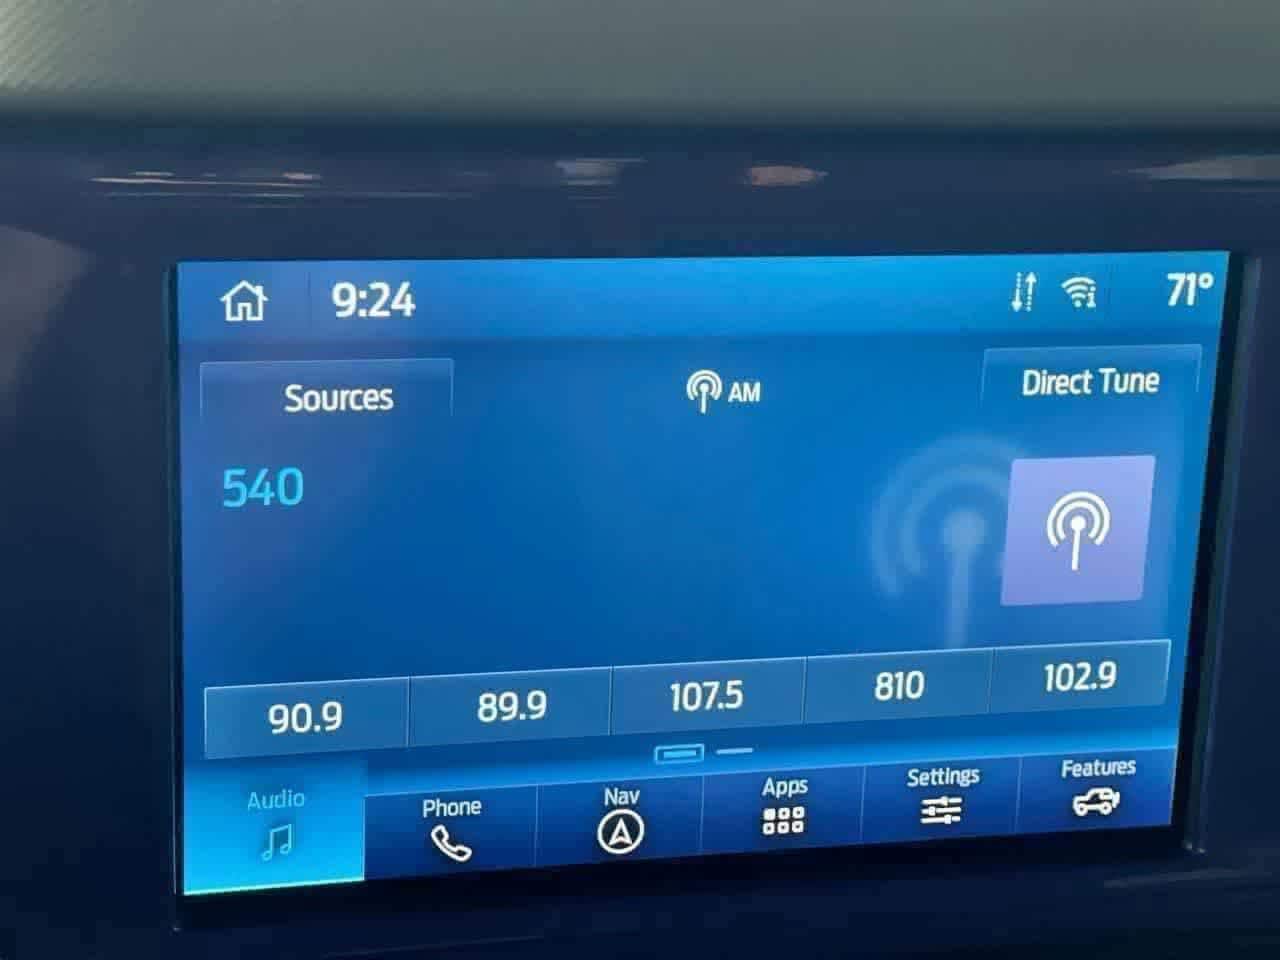 9:24
71°
Sources
AM
Direct Tune
540
90.9
89.9
107.5
810
102.9
Audio
Phone
Nav
Apps
Settings
Features